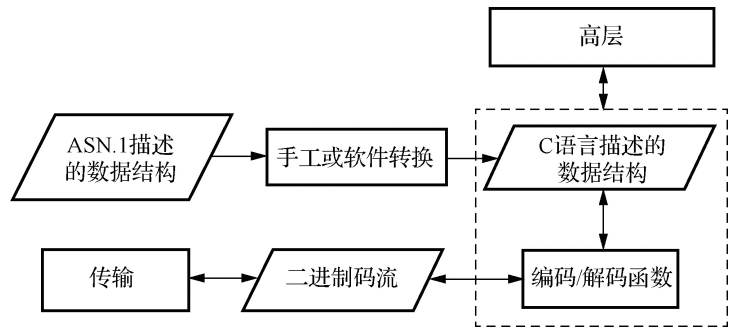 高层
ASN.1描述
的数据结构
手工或软件转换
C语言描述的
数据结构
传输
二进制码流
编码/解码函数